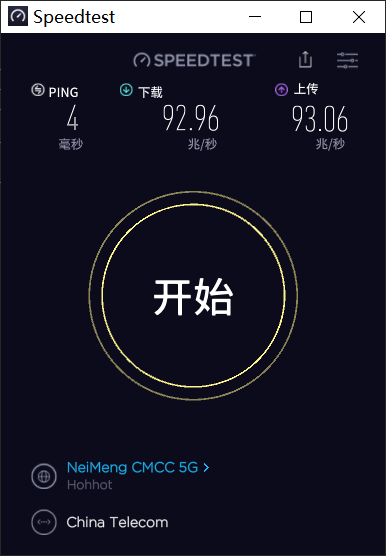 Speedtest
SPEEDTEST
PING 下载 上传
4 92.96 93.06
毫秒 兆/秒 兆/秒
开始
NeiMeng CMCC 5G
Hohhot
China Telecom